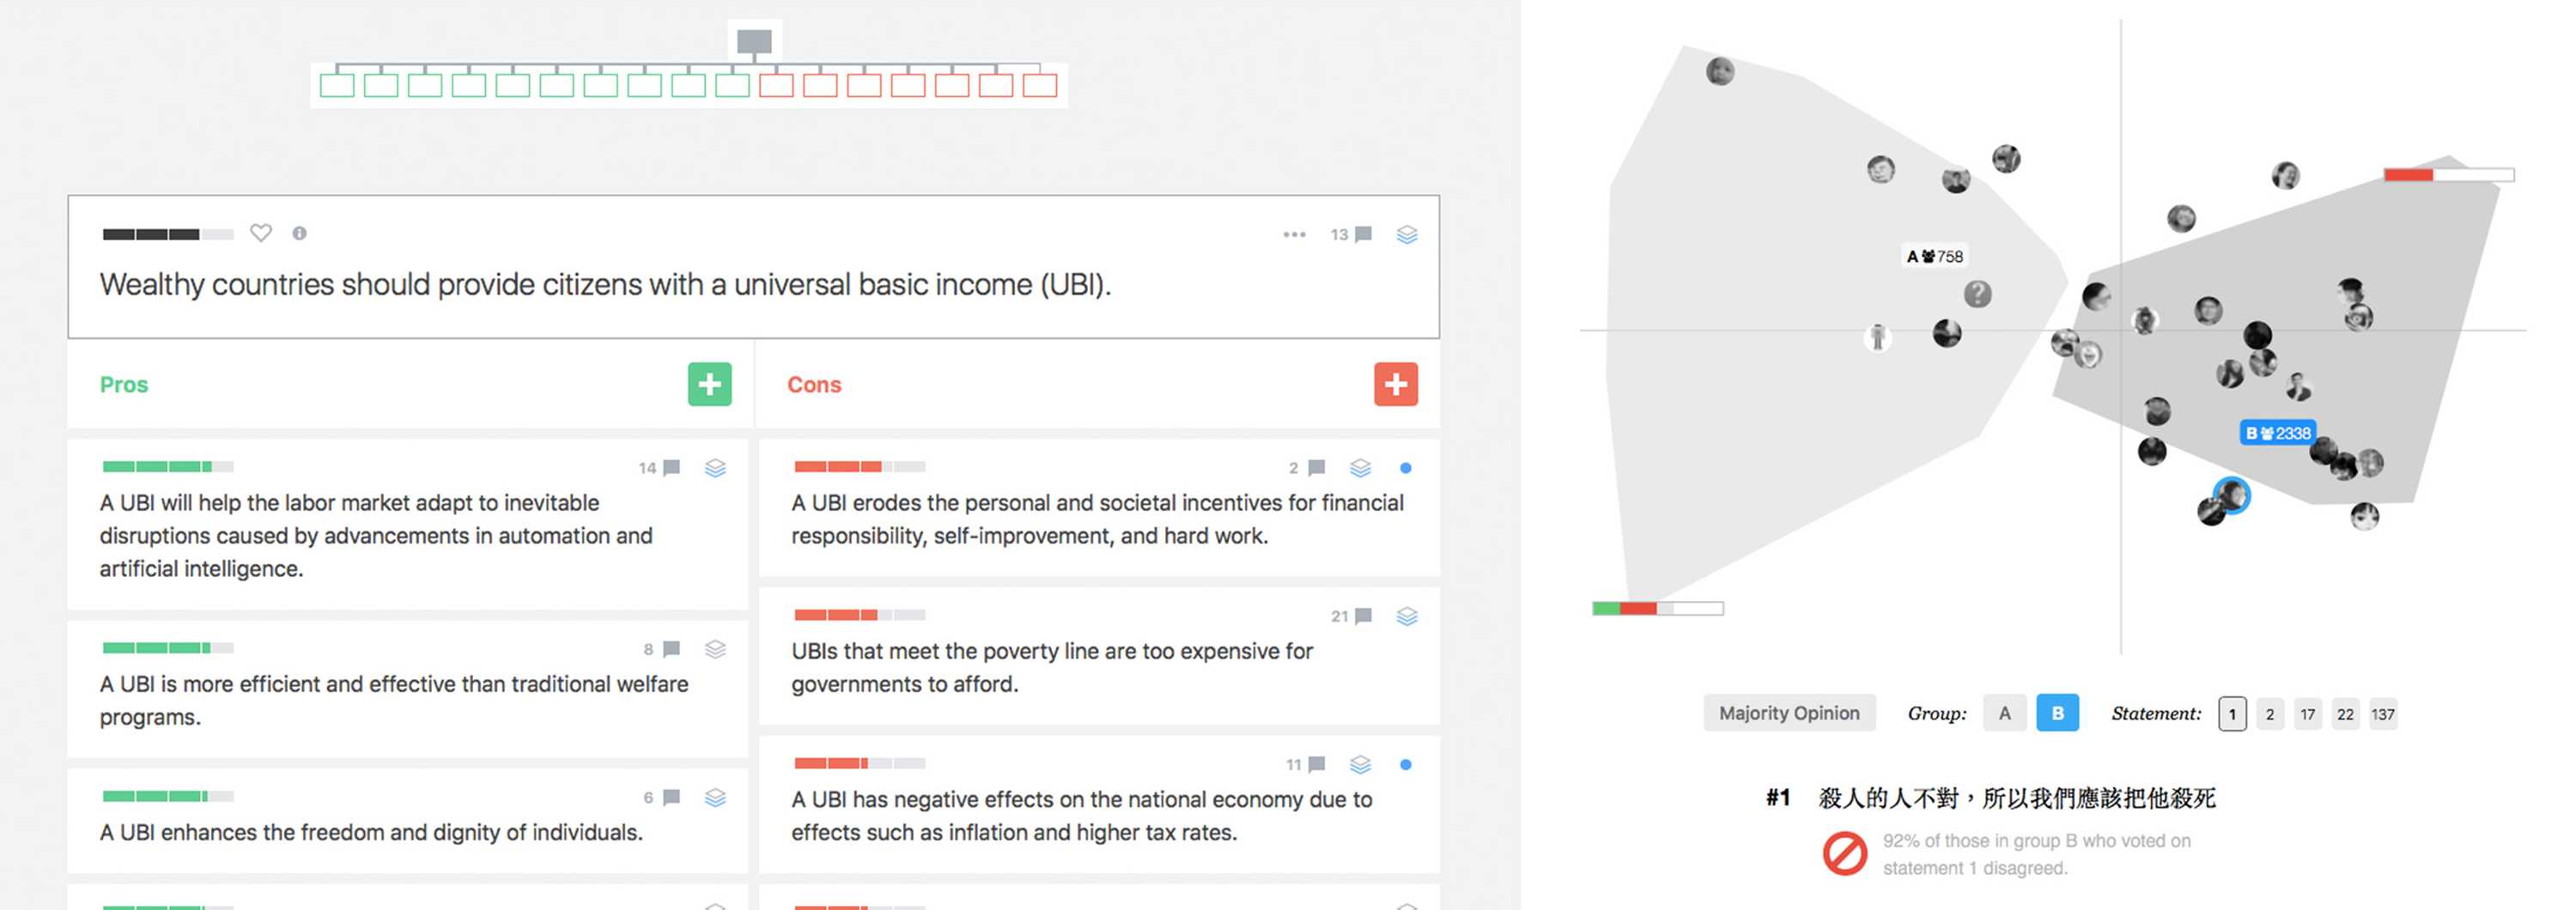 13
Wealthy countries should provide citizens with a universal basic income (UBI).
Pros
Cons
14
A UBI will help the labor market adapt to inevitable
disruptions caused by advancements in automation and
artificial intelligence.
8
A UBI is more efficient and effective than traditional welfare
programs.
6
A UBI enhances the freedom and dignity of individuals.
2
A UBI erodes the personal and societal incentives for financial
responsibility, self-improvement, and hard work.
21
UBIs that meet the poverty line are too expensive for
governments to afford.
11
A UBI has negative effects on the national economy due to
effects such as inflation and higher tax rates.
A 758
?
B 2338
Majority Opinion Group: A B Statement: 1 2 17 22 137
#1 殺人的人不對,所以我們應該把他殺死
92% of those in group B who voted on
statement 1 disagreed.